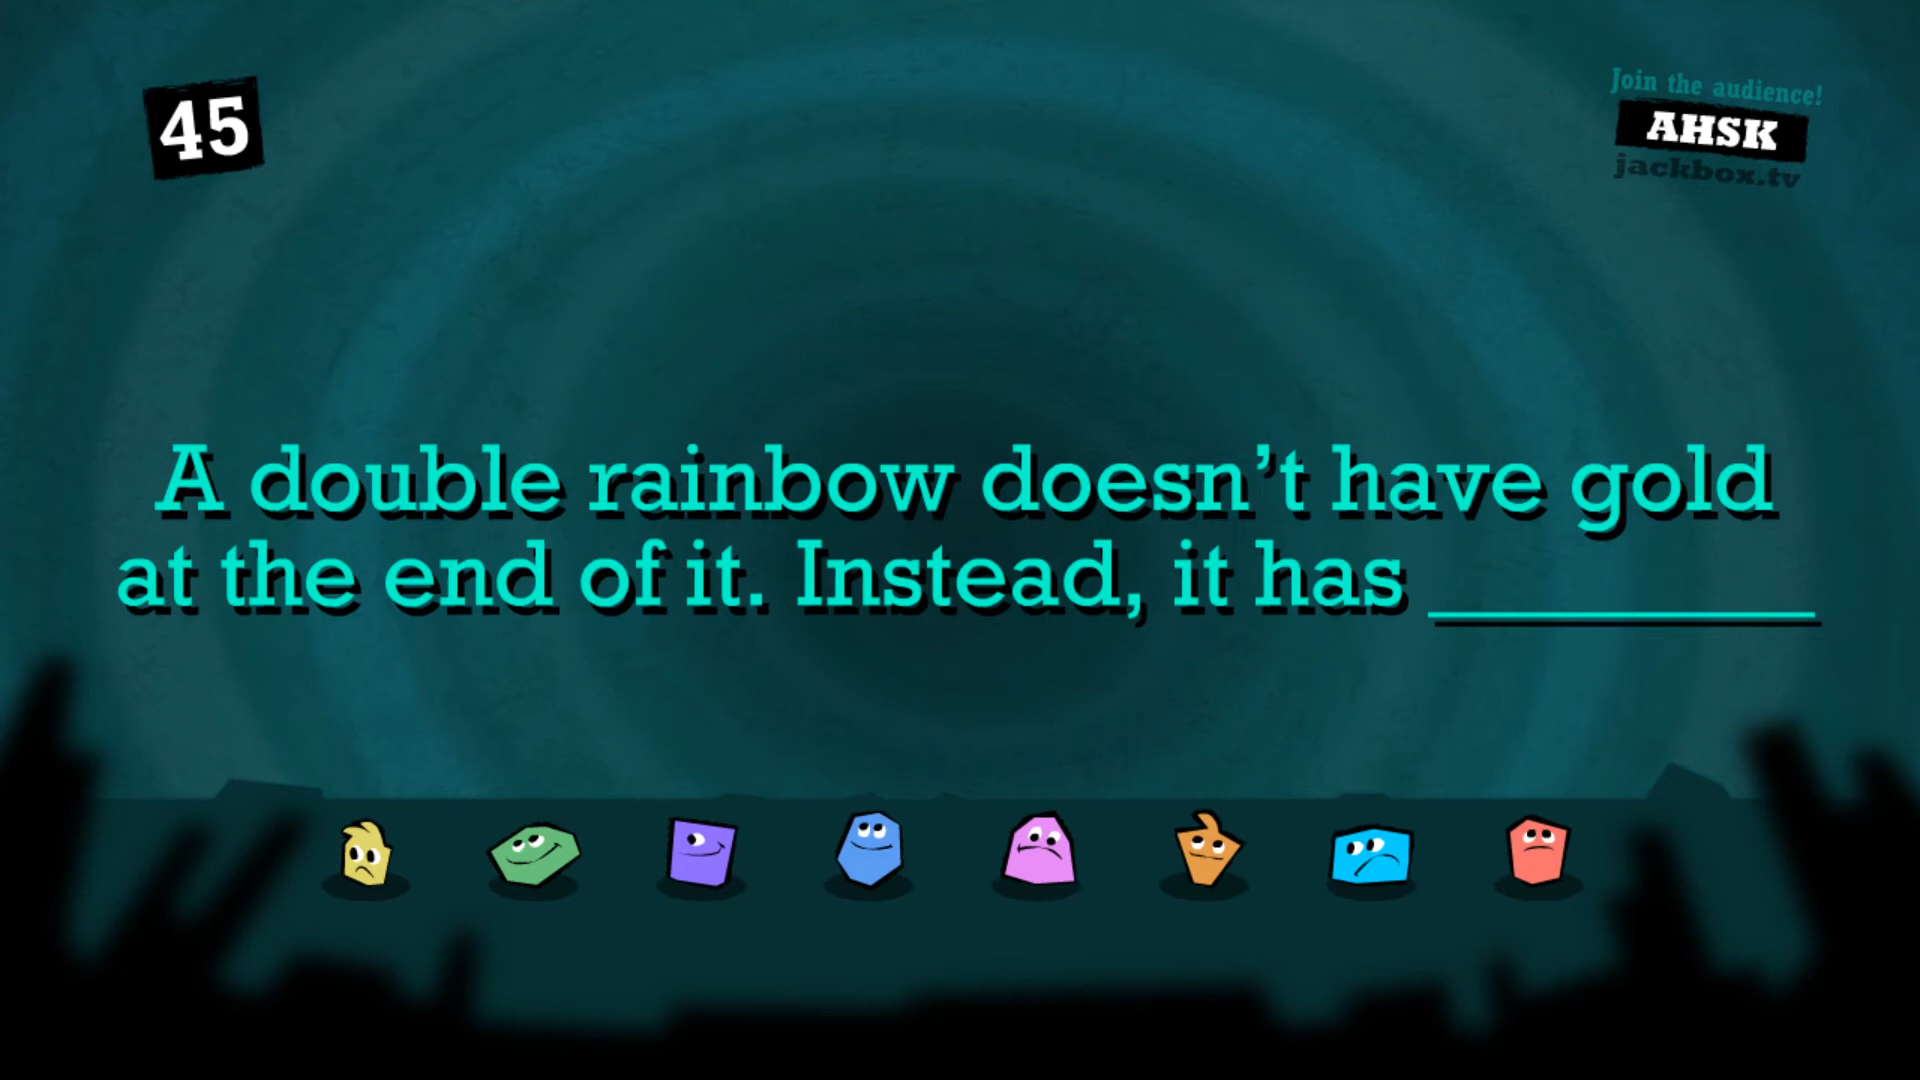 45
Join the audience!
AHSK
jackbox.tv
A double rainbow doesn’t have gold
at the end of it. Instead, it has __________